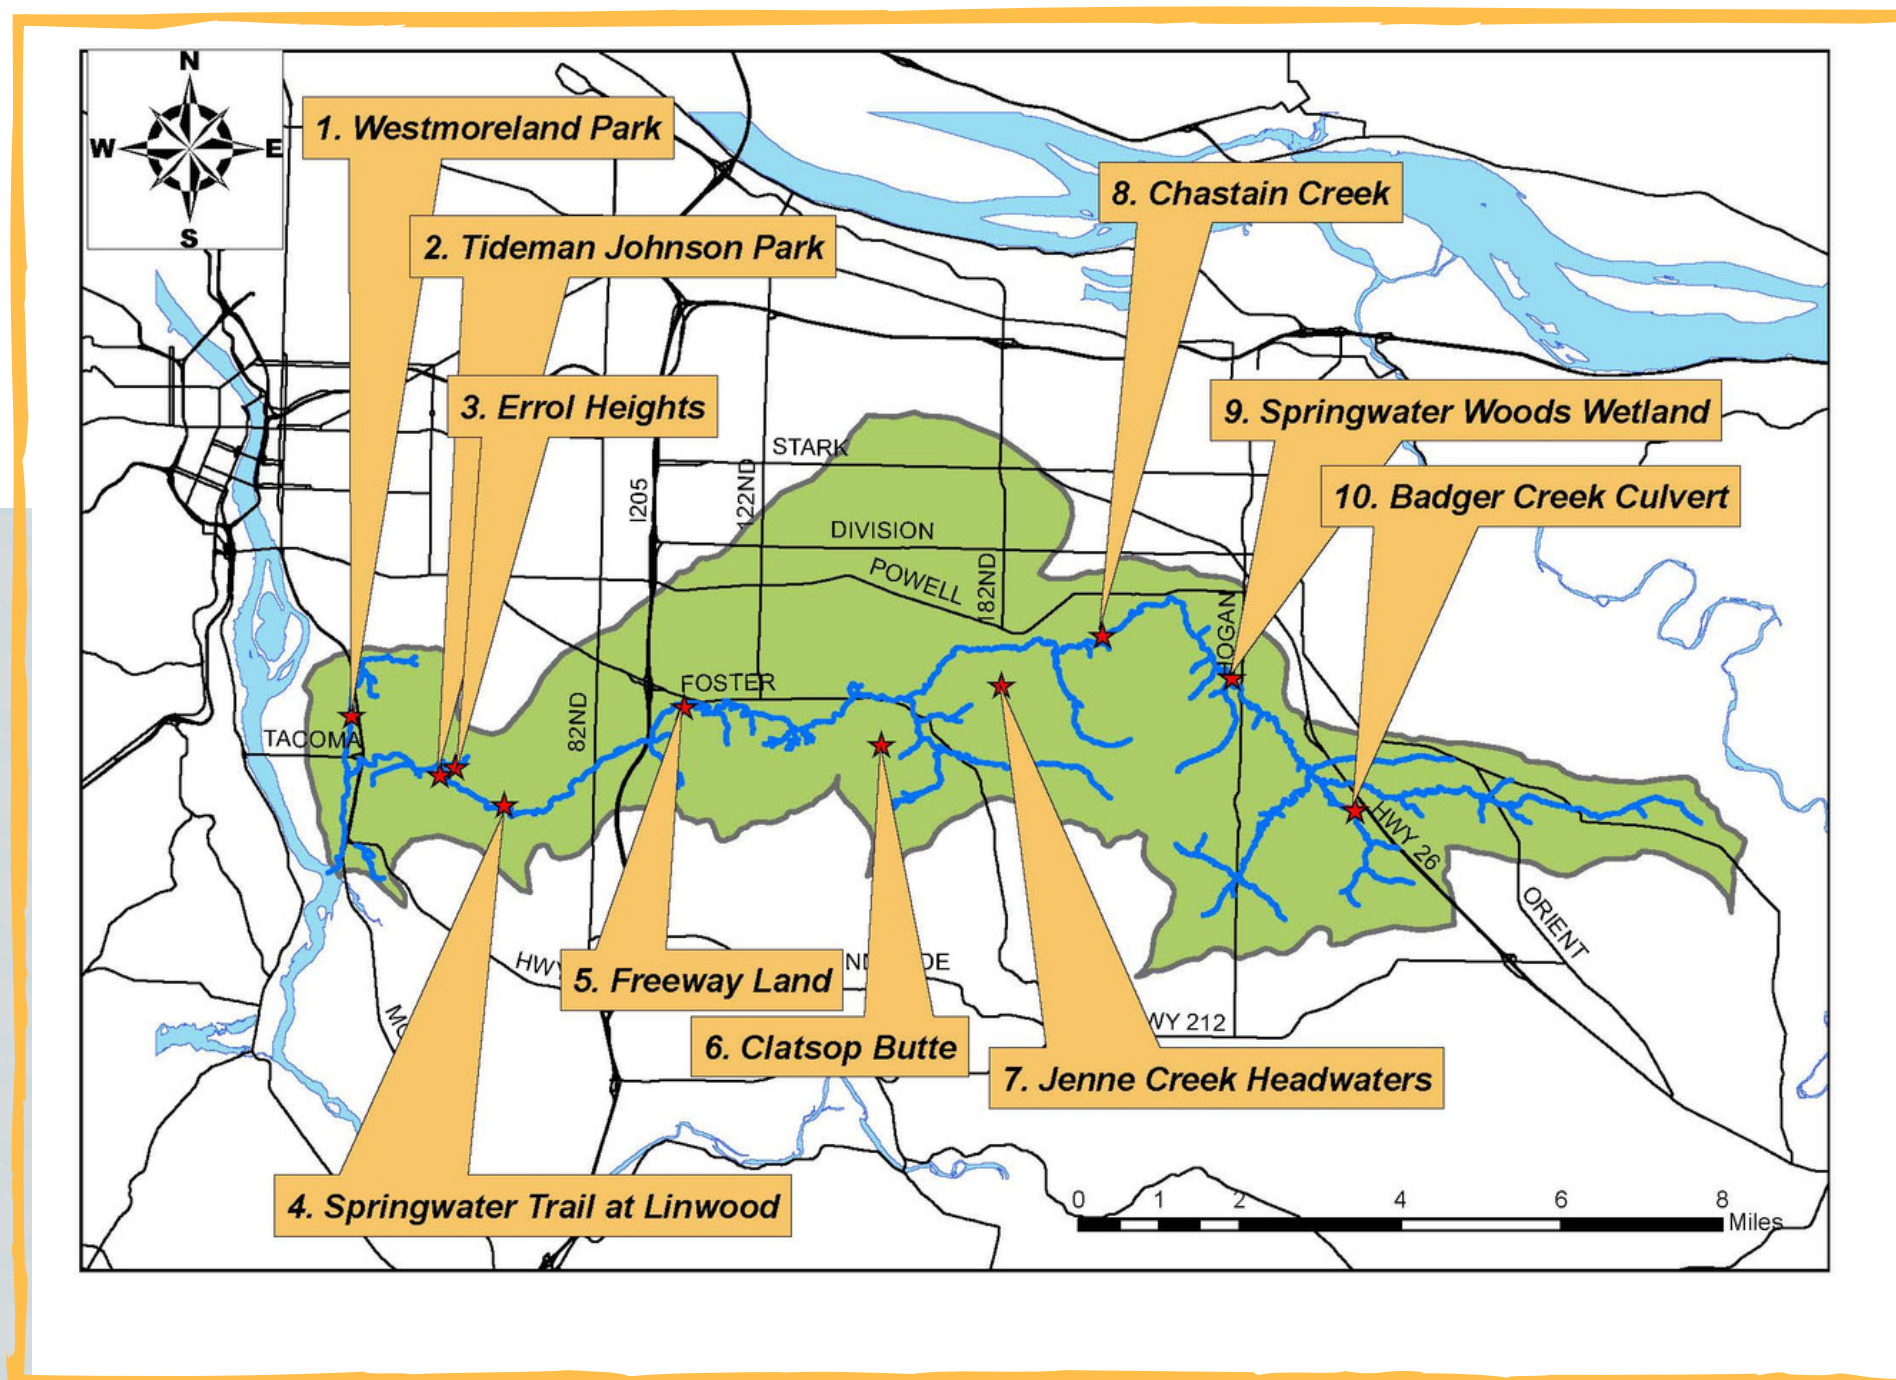 N
W E
S
1. Westmoreland Park
2. Tideman Johnson Park
3. Errol Heights
8. Chastain Creek
9. Springwater Woods Wetland
10. Badger Creek Culvert
STARK
I205
122ND
DIVISION
POWELL
182ND
HOGAN
FOSTER
82ND
TACOMA
HWY 26
ORIENT
HWY
5. Freeway Land
6. Clatsop Butte
WY 212
7. Jenne Creek Headwaters
4. Springwater Trail at Linwood
0 1 2 4 6 8
Miles